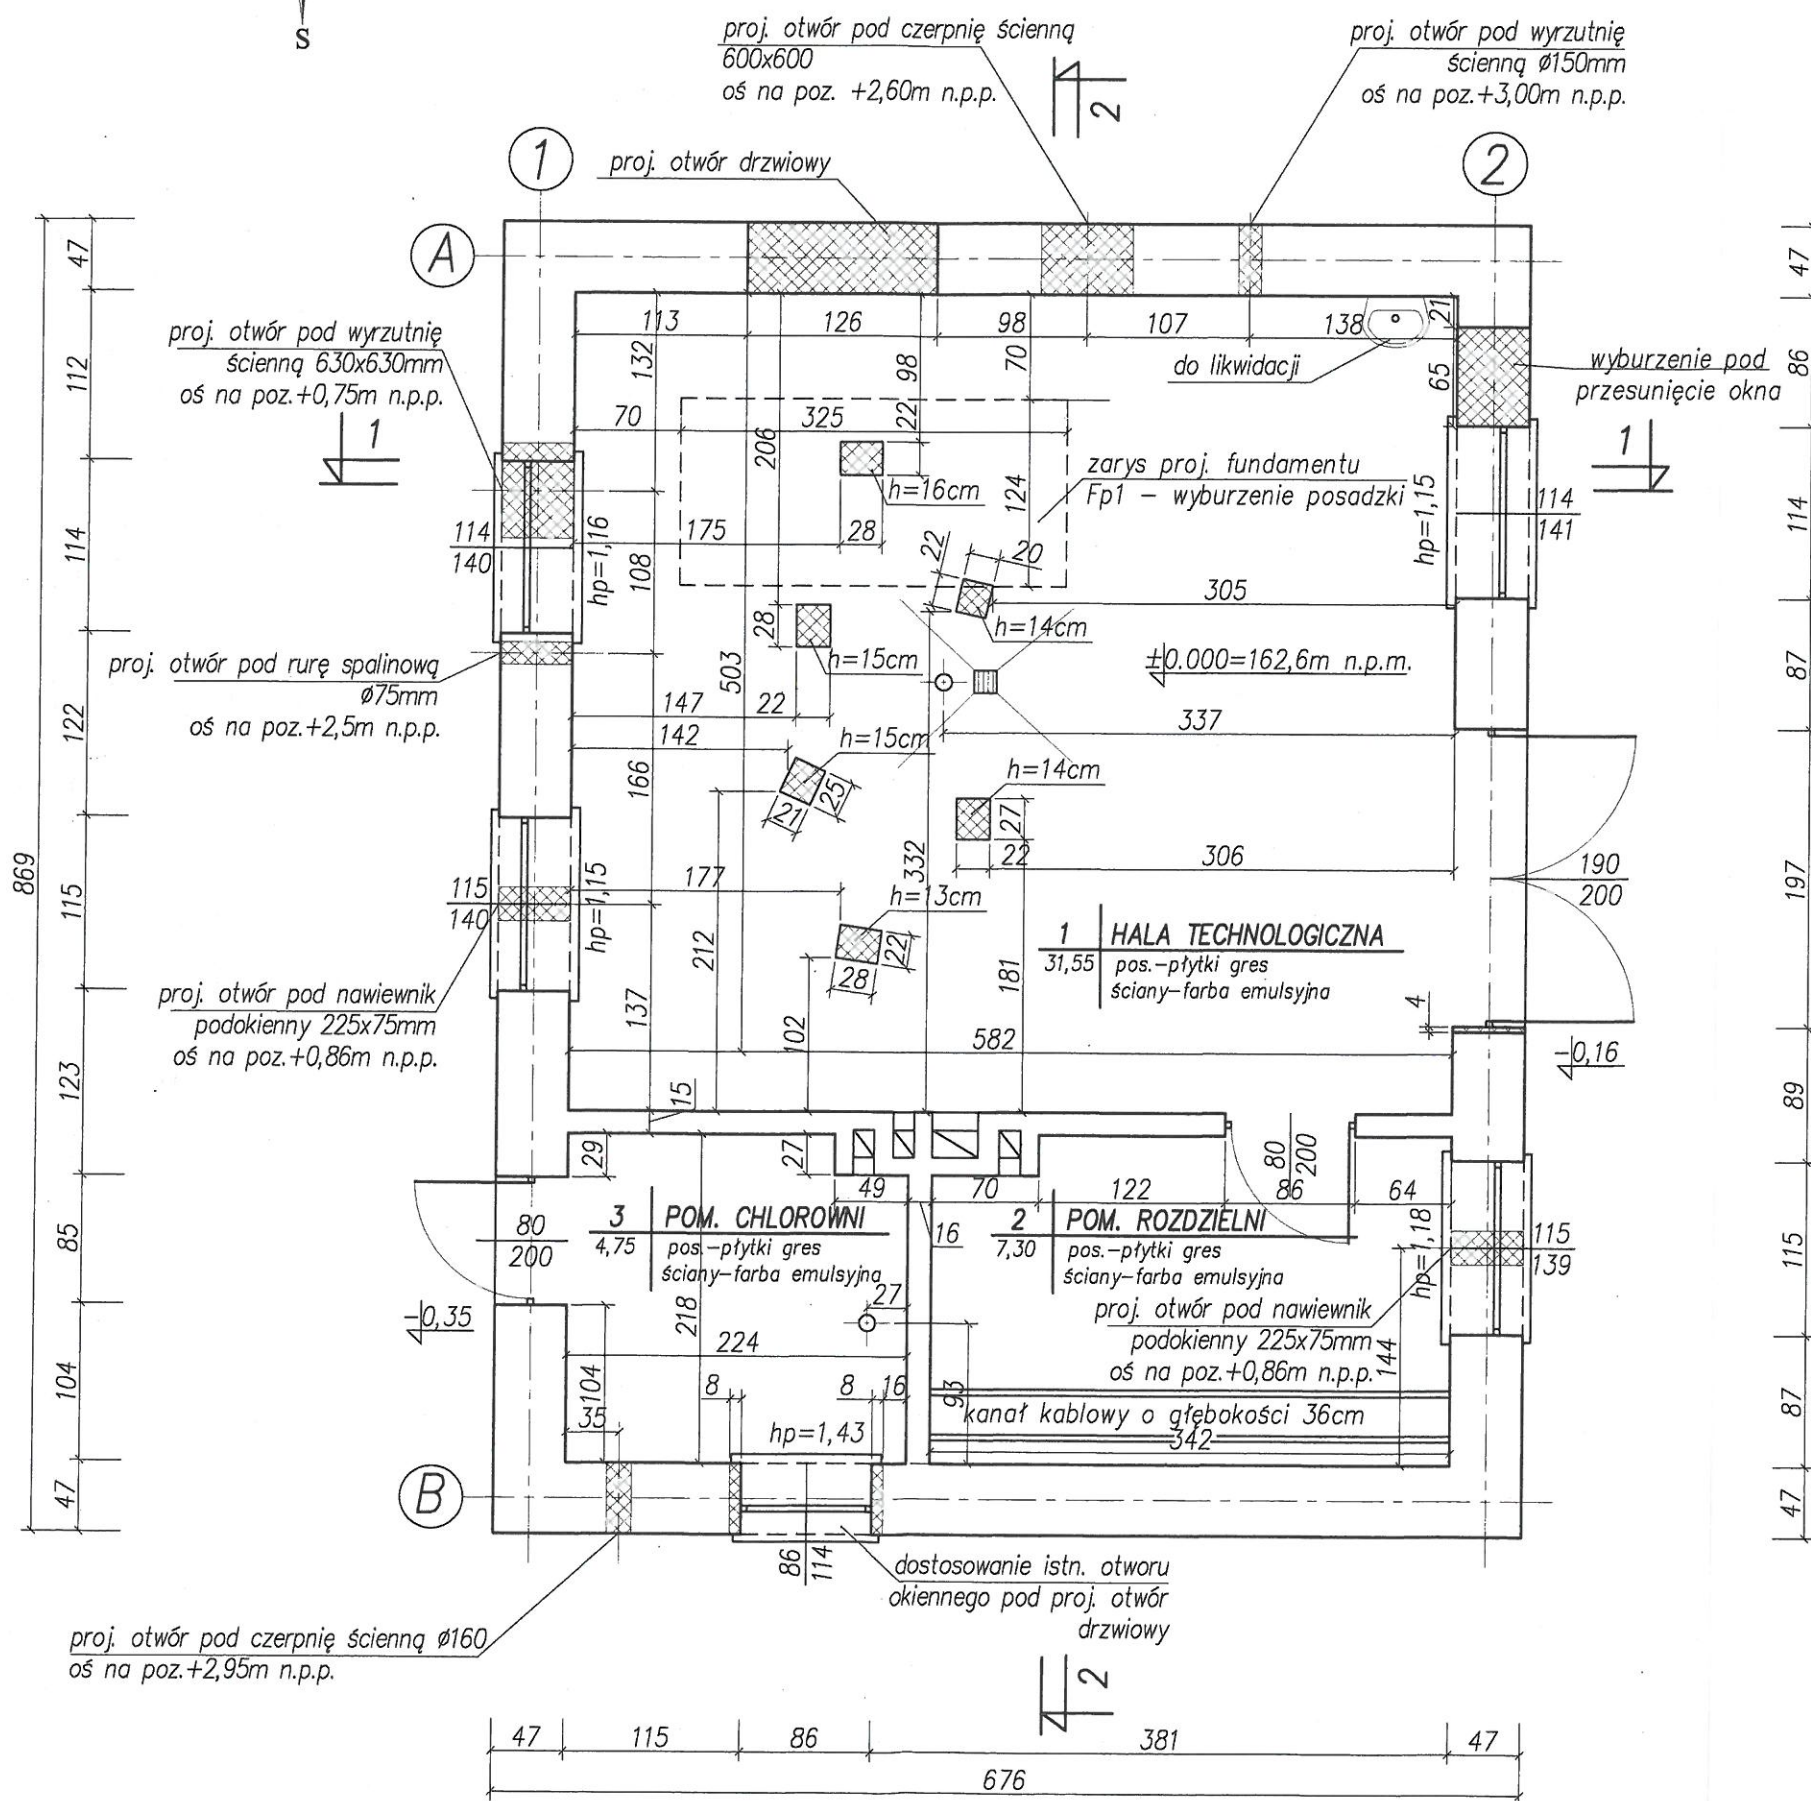 S
proj. otwór pod czerpnię ścienną
600x600
oś na poz. +2,60m n.p.p.
proj. otwór pod wyrzutnię
ścienną ø150mm
oś na poz.+3,00m n.p.p.
2
1
proj. otwór drzwiowy
2
A
47
47
113
126
98
107
138
21
proj. otwór pod wyrzutnię
ścienną 630x630mm
oś na poz.+0,75m n.p.p.
112
132
98
70
do likwidacji
65
wyburzenie pod
przesunięcie okna
86
1
70
325
22
206
1
zarys proj. fundamentu
Fp1 – wyburzenie posadzki
h=16cm
124
hp=1,15
114
141
114
114
114
140
hp=1,16
175
28
108
22
20
305
h=14cm
28
h=15cm
proj. otwór pod rurę spalinową
ø75mm
oś na poz.+2,5m n.p.p.
503
±0.000=162,6m n.p.m.
87
122
147
22
142
337
h=15cm
166
25
21
h=14cm
27
22
332
306
190
200
197
869
115
115
140
hp=1,15
177
h=13cm
22
28
212
181
1 HALA TECHNOLOGICZNA
31,55 pos.-płytki gres
ściany-farba emulsyjna
proj. otwór pod nawiewnik
podokienny 225x75mm
oś na poz.+0,86m n.p.p.
137
102
4
582
-0,16
123
15
89
29
27
80
200
49
70
122
86
64
85
80
200
3 POM. CHLOROWNI
4,75 pos.-płytki gres
ściany-farba emulsyjna
16
2 POM. ROZDZIELNI
7,30 pos.-płytki gres
ściany-farba emulsyjna
hp=1,18
115
139
115
-0,35
218
27
224
proj. otwór pod nawiewnik
podokienny 225x75mm
oś na poz.+0,86m n.p.p.
144
104
104
35
8
8
16
93
kanał kablowy o głębokości 36cm
342
87
hp=1,43
B
47
47
86
114
dostosowanie istn. otworu
okiennego pod proj. otwór
drzwiowy
proj. otwór pod czerpnię ścienną ø160
oś na poz.+2,95m n.p.p.
2
47
115
86
381
47
676